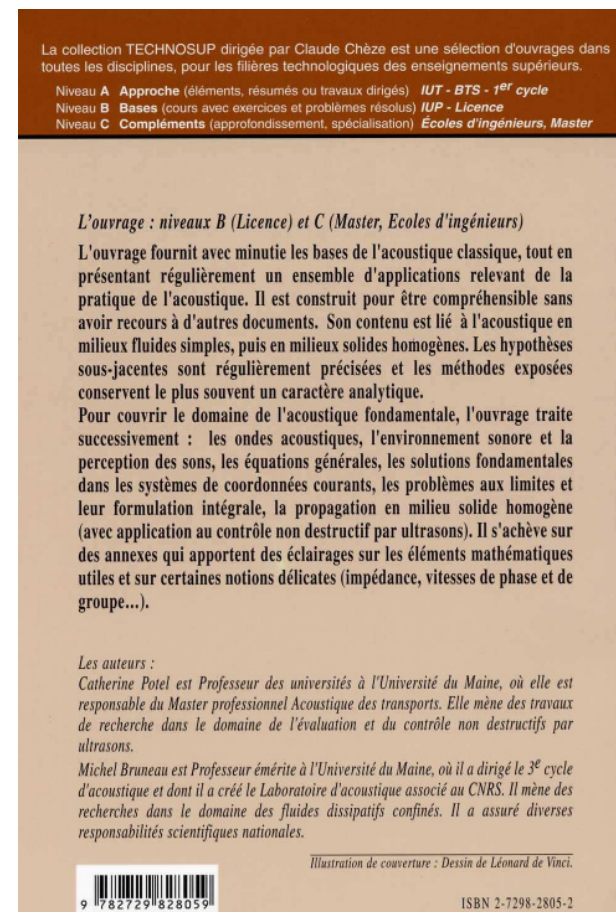 La collection TECHNOSUP dirigée par Claude Chèze est une sélection d'ouvrages dans
toutes les disciplines, pour les filières technologiques des enseignements supérieurs.
Niveau A Approche (éléments, résumés ou travaux dirigés) IUT - BTS - 1er cycle
Niveau B Bases (cours avec exercices et problèmes résolus) IUP - Licence
Niveau C Compléments (approfondissement, spécialisation) Écoles d'ingénieurs, Master
L'ouvrage : niveaux B (Licence) et C (Master, Ecoles d'ingénieurs)
L'ouvrage fournit avec minutie les bases de l'acoustique classique, tout en
présentant régulièrement un ensemble d'applications relevant de la
pratique de l'acoustique. Il est construit pour être compréhensible sans
avoir recours à d'autres documents. Son contenu est lié à l'acoustique en
milieux fluides simples, puis en milieux solides homogènes. Les hypothèses
sous-jacentes sont régulièrement précisées et les méthodes exposées
conservent le plus souvent un caractère analytique.
Pour couvrir le domaine de l'acoustique fondamentale, l'ouvrage traite
successivement : les ondes acoustiques, l'environnement sonore et la
perception des sons, les équations générales, les solutions fondamentales
dans les systèmes de coordonnées courants, les problèmes aux limites et
leur formulation intégrale, la propagation en milieu solide homogène
(avec application au contrôle non destructif par ultrasons). Il s'achève sur
des annexes qui apportent des éclairages sur les éléments mathématiques
utiles et sur certaines notions délicates (impédance, vitesses de phase et de
groupe...).
Les auteurs :
Catherine Potel est Professeur des universités à l'Université du Maine, où elle est
responsable du Master professionnel Acoustique des transports. Elle mène des travaux
de recherche dans le domaine de l'évaluation et du contrôle non destructifs par
ultrasons.
Michel Bruneau est Professeur émérite à l'Université du Maine, où il a dirigé le 3e cycle
d'acoustique et dont il a créé le Laboratoire d'acoustique associé au CNRS. Il mène des
recherches dans le domaine des fluides dissipatifs confinés. Il a assuré diverses
responsabilités scientifiques nationales.
Illustration de couverture : Dessin de Léonard de Vinci.
9 782729 828059
ISBN 2-7298-2805-2